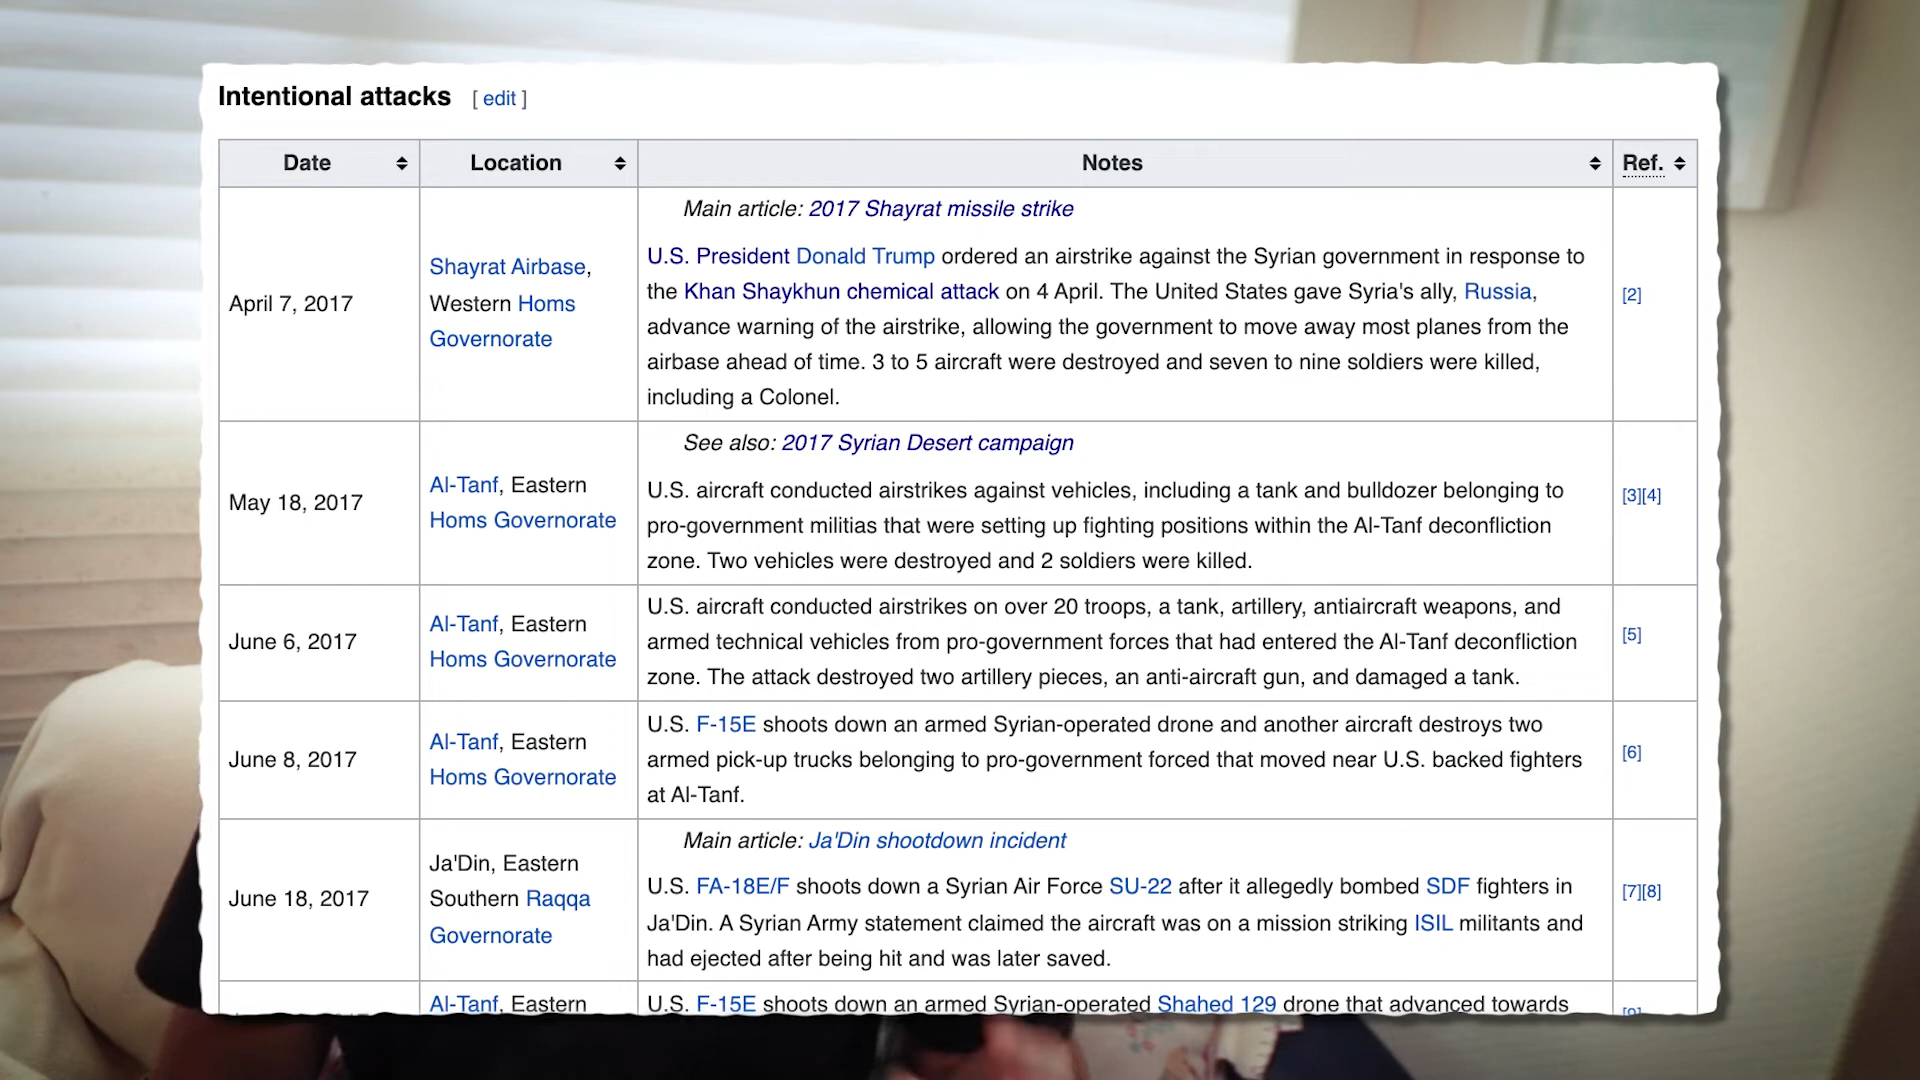 Intentional attacks [ edit ]
Date Location Notes Ref.
April 7, 2017
Shayrat Airbase,
Western Homs
Governorate
Main article: 2017 Shayrat missile strike
U.S. President Donald Trump ordered an airstrike against the Syrian government in response to
the Khan Shaykhun chemical attack on 4 April. The United States gave Syria's ally, Russia,
advance warning of the airstrike, allowing the government to move away most planes from the
airbase ahead of time. 3 to 5 aircraft were destroyed and seven to nine soldiers were killed,
including a Colonel.
[2]
May 18, 2017
Al-Tanf, Eastern
Homs Governorate
See also: 2017 Syrian Desert campaign
U.S. aircraft conducted airstrikes against vehicles, including a tank and bulldozer belonging to
pro-government militias that were setting up fighting positions within the Al-Tanf deconfliction
zone. Two vehicles were destroyed and 2 soldiers were killed.
[3][4]
June 6, 2017
Al-Tanf, Eastern
Homs Governorate
U.S. aircraft conducted airstrikes on over 20 troops, a tank, artillery, antiaircraft weapons, and
armed technical vehicles from pro-government forces that had entered the Al-Tanf deconfliction
zone. The attack destroyed two artillery pieces, an anti-aircraft gun, and damaged a tank.
[5]
June 8, 2017
Al-Tanf, Eastern
Homs Governorate
U.S. F-15E shoots down an armed Syrian-operated drone and another aircraft destroys two
armed pick-up trucks belonging to pro-government forced that moved near U.S. backed fighters
at Al-Tanf.
[6]
June 18, 2017
Ja'Din, Eastern
Southern Raqqa
Governorate
Main article: Ja'Din shootdown incident
U.S. FA-18E/F shoots down a Syrian Air Force SU-22 after it allegedly bombed SDF fighters in
Ja'Din. A Syrian Army statement claimed the aircraft was on a mission striking ISIL militants and
had ejected after being hit and was later saved.
[7][8]
Al-Tanf, Eastern
U.S. F-15E shoots down an armed Syrian-operated Shahed 129 drone that advanced towards